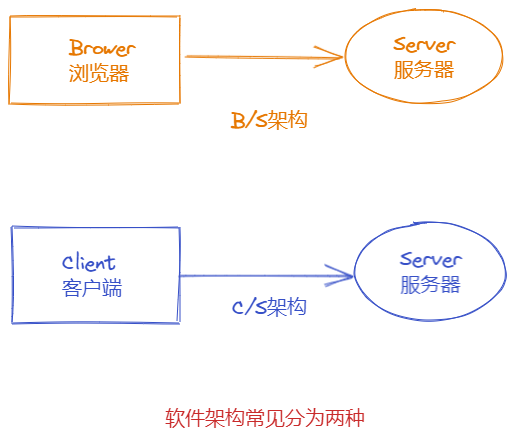 Brower
浏览器
Server
服务器
B/S架构
Client
客户端
Server
服务器
C/S架构
软件架构常见分为两种